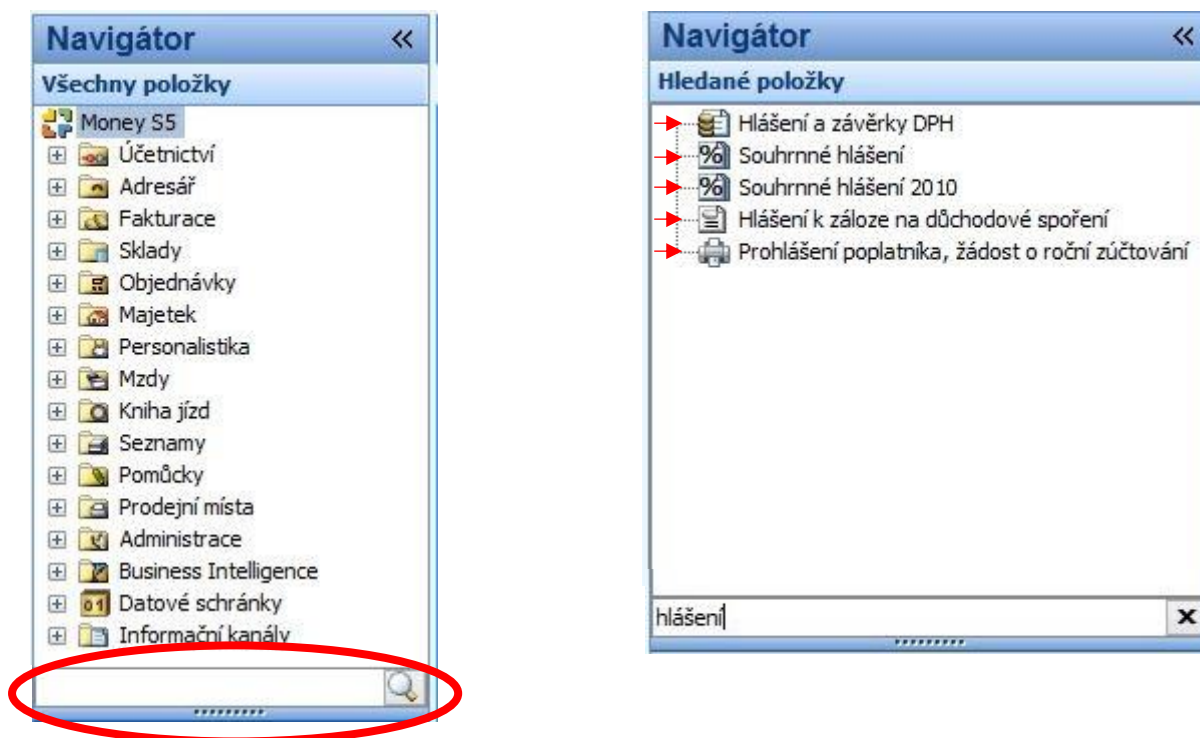 Navigátor
Všechny položky
Money S5
Účetnictví
Adresář
Fakturace
Sklady
Objednávky
Majetek
Personalistika
Mzdy
Kniha jízd
Seznamy
Pomůcky
Prodejní místa
Administrace
Business Intelligence
Datové schránky
Informační kanály
Navigátor
Hledané položky
Hlášení a závěrky DPH
Souhrnné hlášení
Souhrnné hlášení 2010
Hlášení k záloze na důchodové spoření
Prohlášení poplatníka, žádost o roční zúčtování
hlášení